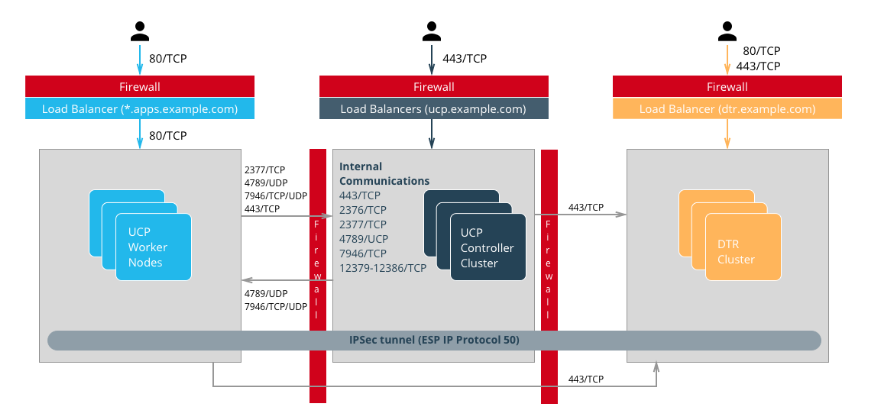 80/TCP
443/TCP
80/TCP
443/TCP
Firewall
Firewall
Firewall
Load Balancer (*.apps.example.com)
Load Balancers (ucp.example.com)
Load Balancer (dtr.example.com)
80/TCP
2377/TCP
4789/UDP
7946/TCP/UDP
443/TCP
Internal
Communications
443/TCP
2376/TCP
2377/TCP
4789/UCP
7946/TCP
12379-12386/TCP
UCP
Worker
Nodes
Firewall
UCP
Controller
Cluster
Firewall
443/TCP
DTR
Cluster
4789/UDP
7946/TCP/UDP
IPSec tunnel (ESP IP Protocol 50)
443/TCP